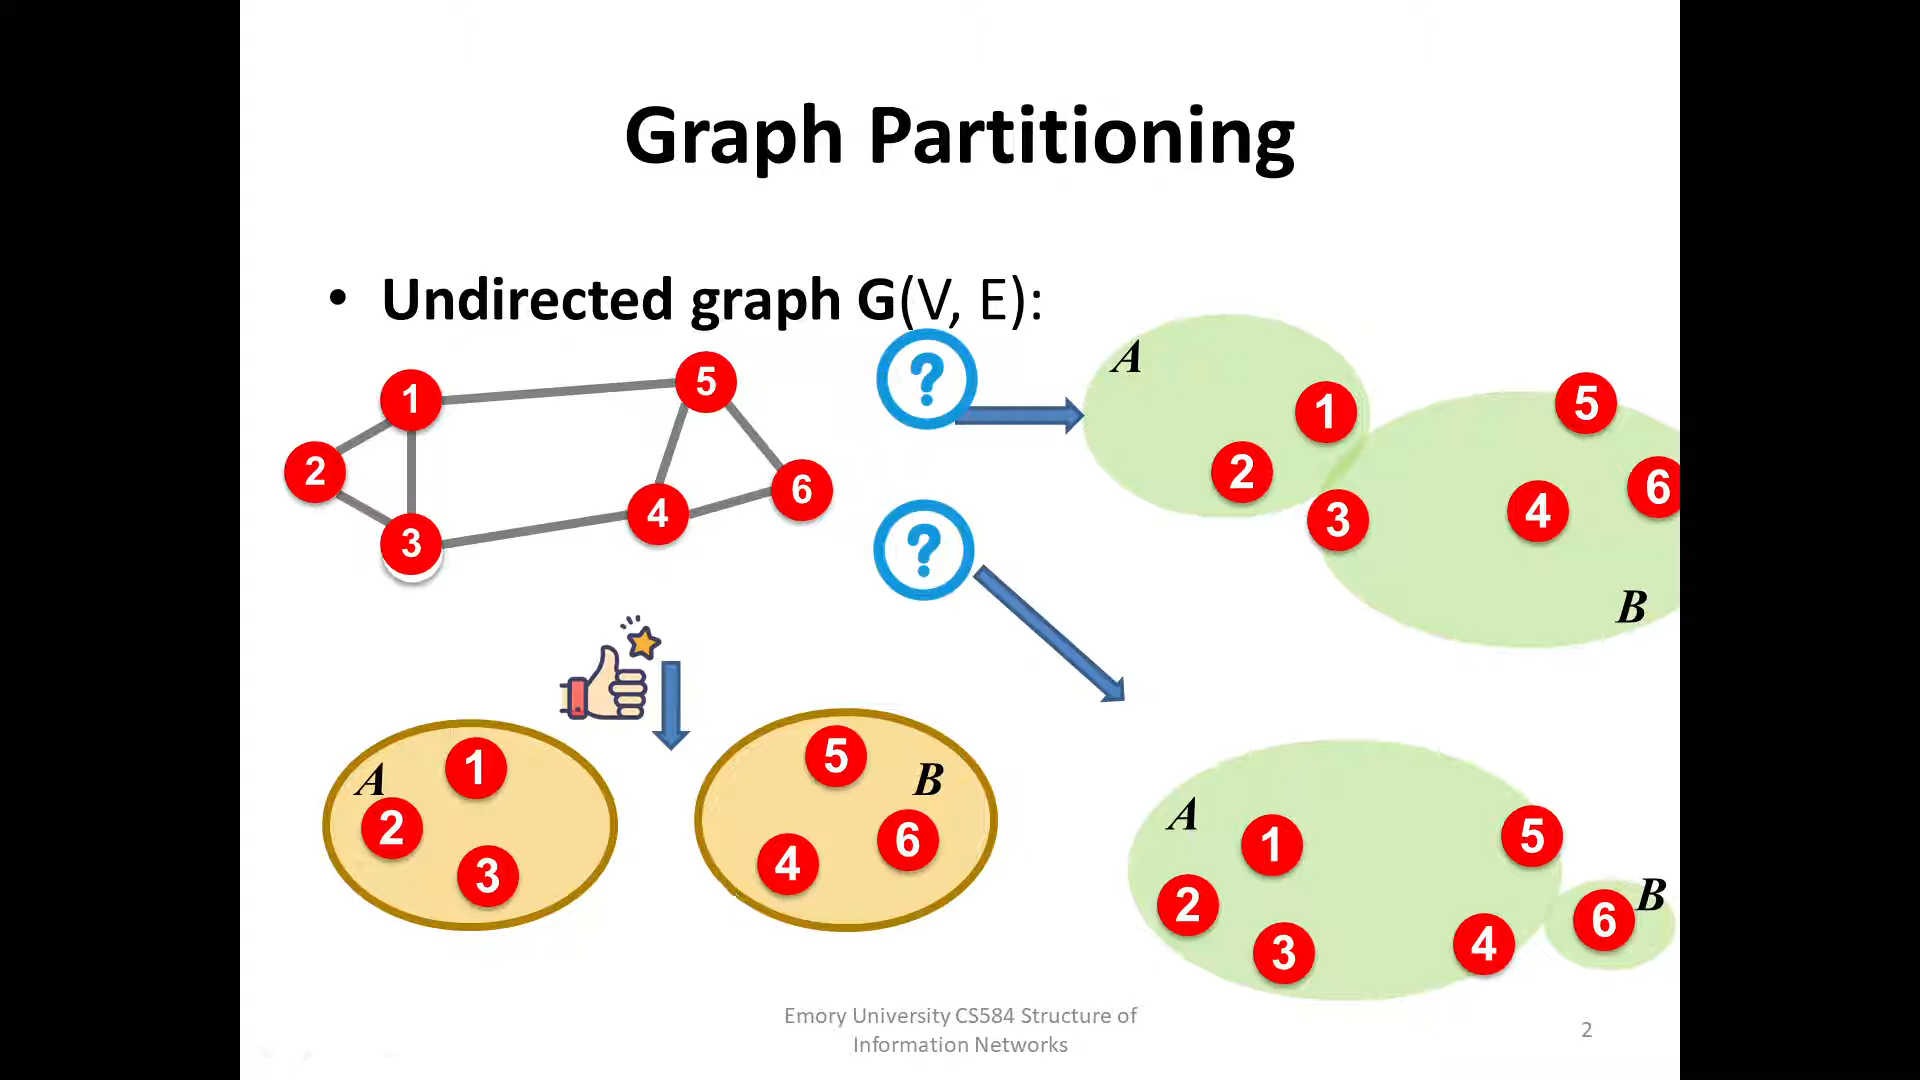 Graph Partitioning
• Undirected graph G(V, E):
1
5
2
3
4
6
?
?
A
1
2
3
5
4
6
B
A
1
2
3
5
B
4
6
A
1
2
3
5
4
B
6
Emory University CS584 Structure of
Information Networks
2